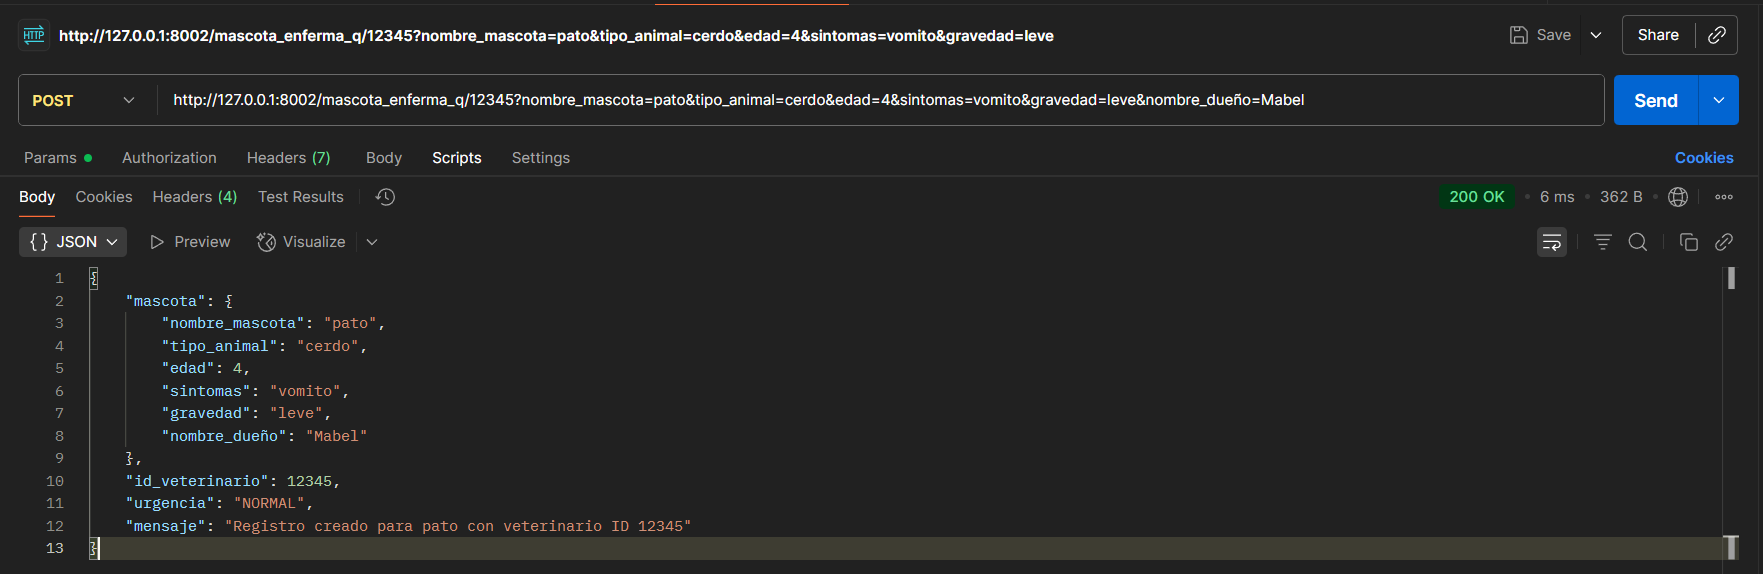 HTTP http://127.0.0.1:8002/mascota_enferma_q/12345?nombre_mascota=pato&tipo_animal=cerdo&edad=4&sintomas=vomito&gravedad=leve Save Share
POST http://127.0.0.1:8002/mascota_enferma_q/12345?nombre_mascota=pato&tipo_animal=cerdo&edad=4&sintomas=vomito&gravedad=leve&nombre_dueño=Mabel Send
Params Authorization Headers (7) Body Scripts Settings Cookies
Body Cookies Headers (4) Test Results 200 OK • 6 ms • 362 B •
{} JSON Preview Visualize
1 {
2 "mascota": {
3 "nombre_mascota": "pato",
4 "tipo_animal": "cerdo",
5 "edad": 4,
6 "sintomas": "vomito",
7 "gravedad": "leve",
8 "nombre_dueño": "Mabel"
9 },
10 "id_veterinario": 12345,
11 "urgencia": "NORMAL",
12 "mensaje": "Registro creado para pato con veterinario ID 12345"
13 }